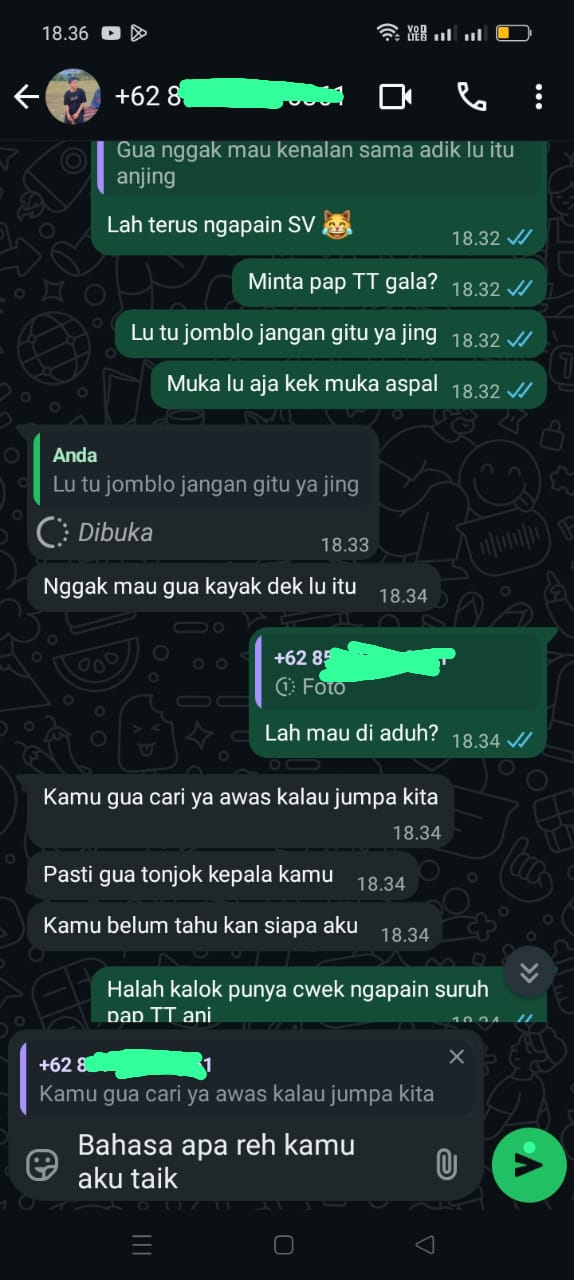 18.36
VoD
LTE2
+62 8
Gua nggak mau kenalan sama adik lu itu
anjing
Lah terus ngapain SV 😹
18.32
Minta pap TT gala?
18.32
Lu tu jomblo jangan gitu ya jing
18.32
Muka lu aja kek muka aspal
18.32
Anda
Lu tu jomblo jangan gitu ya jing
Dibuka
18.33
Nggak mau gua kayak dek lu itu
18.34
+62 8
Foto
Lah mau di aduh?
18.34
Kamu gua cari ya awas kalau jumpa kita
18.34
Pasti gua tonjok kepala kamu
18.34
Kamu belum tahu kan siapa aku
18.34
Halah kalok punya cwek ngapain suruh
pap TT anj
18.34
+62 8 1
Kamu gua cari ya awas kalau jumpa kita
Bahasa apa reh kamu
aku taik